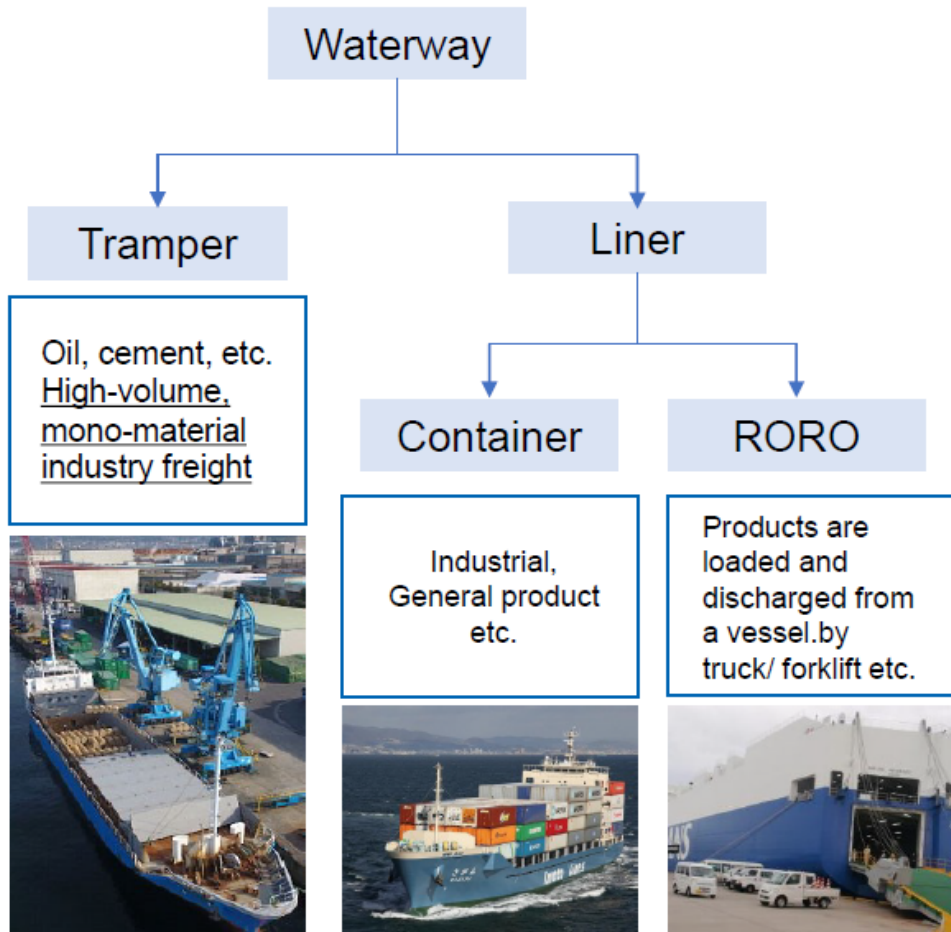 Waterway
Tramper
Liner
Oil, cement, etc.
High-volume,
mono-material
industry freight
Container
RORO
Industrial,
General product
etc.
Products are
loaded and
discharged from
a vessel.by
truck/ forklift etc.